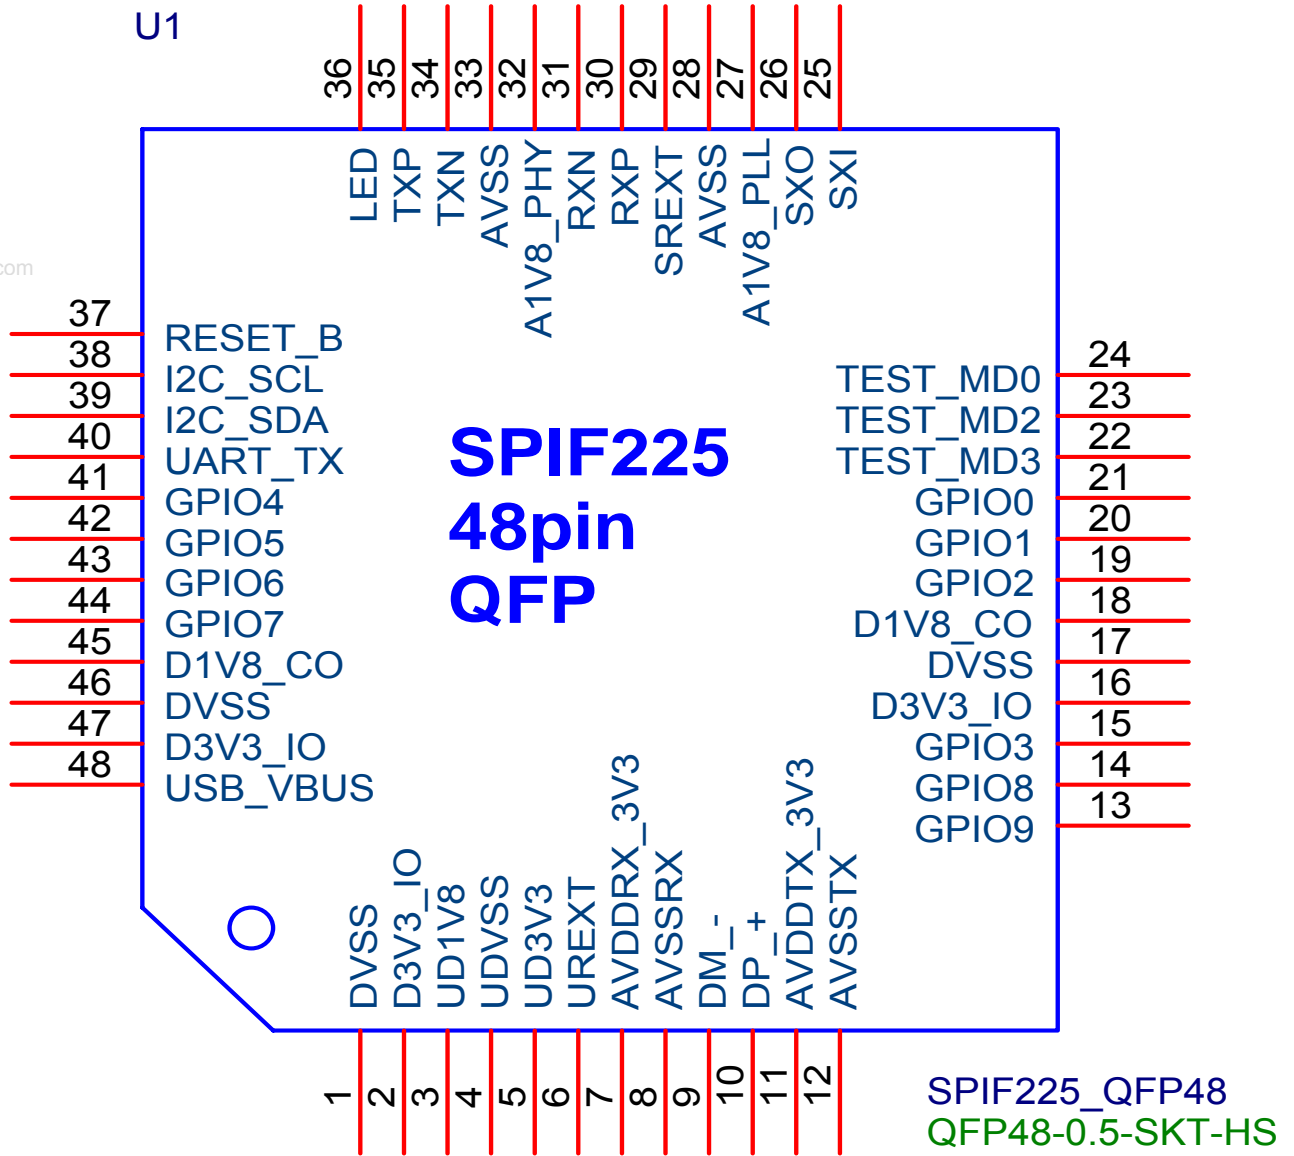 U1
36 35 34 33 32 31 30 29 28 27 26 25
LED TXP TXN AVSS A1V8_PHY RXN RXP SREXT AVSS A1V8_PLL SXO SXI
com
37 RESET_B
38 I2C_SCL
39 I2C_SDA
40 UART_TX
41 GPIO4
42 GPIO5
43 GPIO6
44 GPIO7
45 D1V8_CO
46 DVSS
47 D3V3_IO
48 USB_VBUS
SPIF225
48pin
QFP
TEST_MD0 24
TEST_MD2 23
TEST_MD3 22
GPIO0 21
GPIO1 20
GPIO2 19
D1V8_CO 18
DVSS 17
D3V3_IO 16
GPIO3 15
GPIO8 14
GPIO9 13
DVSS D3V3_IO UD1V8 UDVSS UD3V3 UREXT AVDDRX_3V3 AVSSRX DM_- DP_+ AVDDTX_3V3 AVSSTX
1 2 3 4 5 6 7 8 9 10 11 12
SPIF225_QFP48
QFP48-0.5-SKT-HS